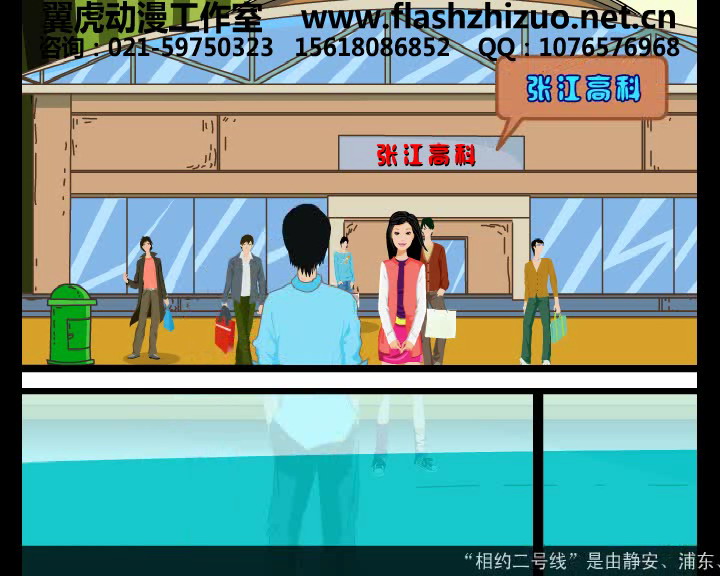 翼虎动漫工作室 www.flashzhizuo.net.cn
咨询：021-59750323 15618086852 QQ：1076576968
张江高科
张江高科
“相约二号线”是由静安、浦东、